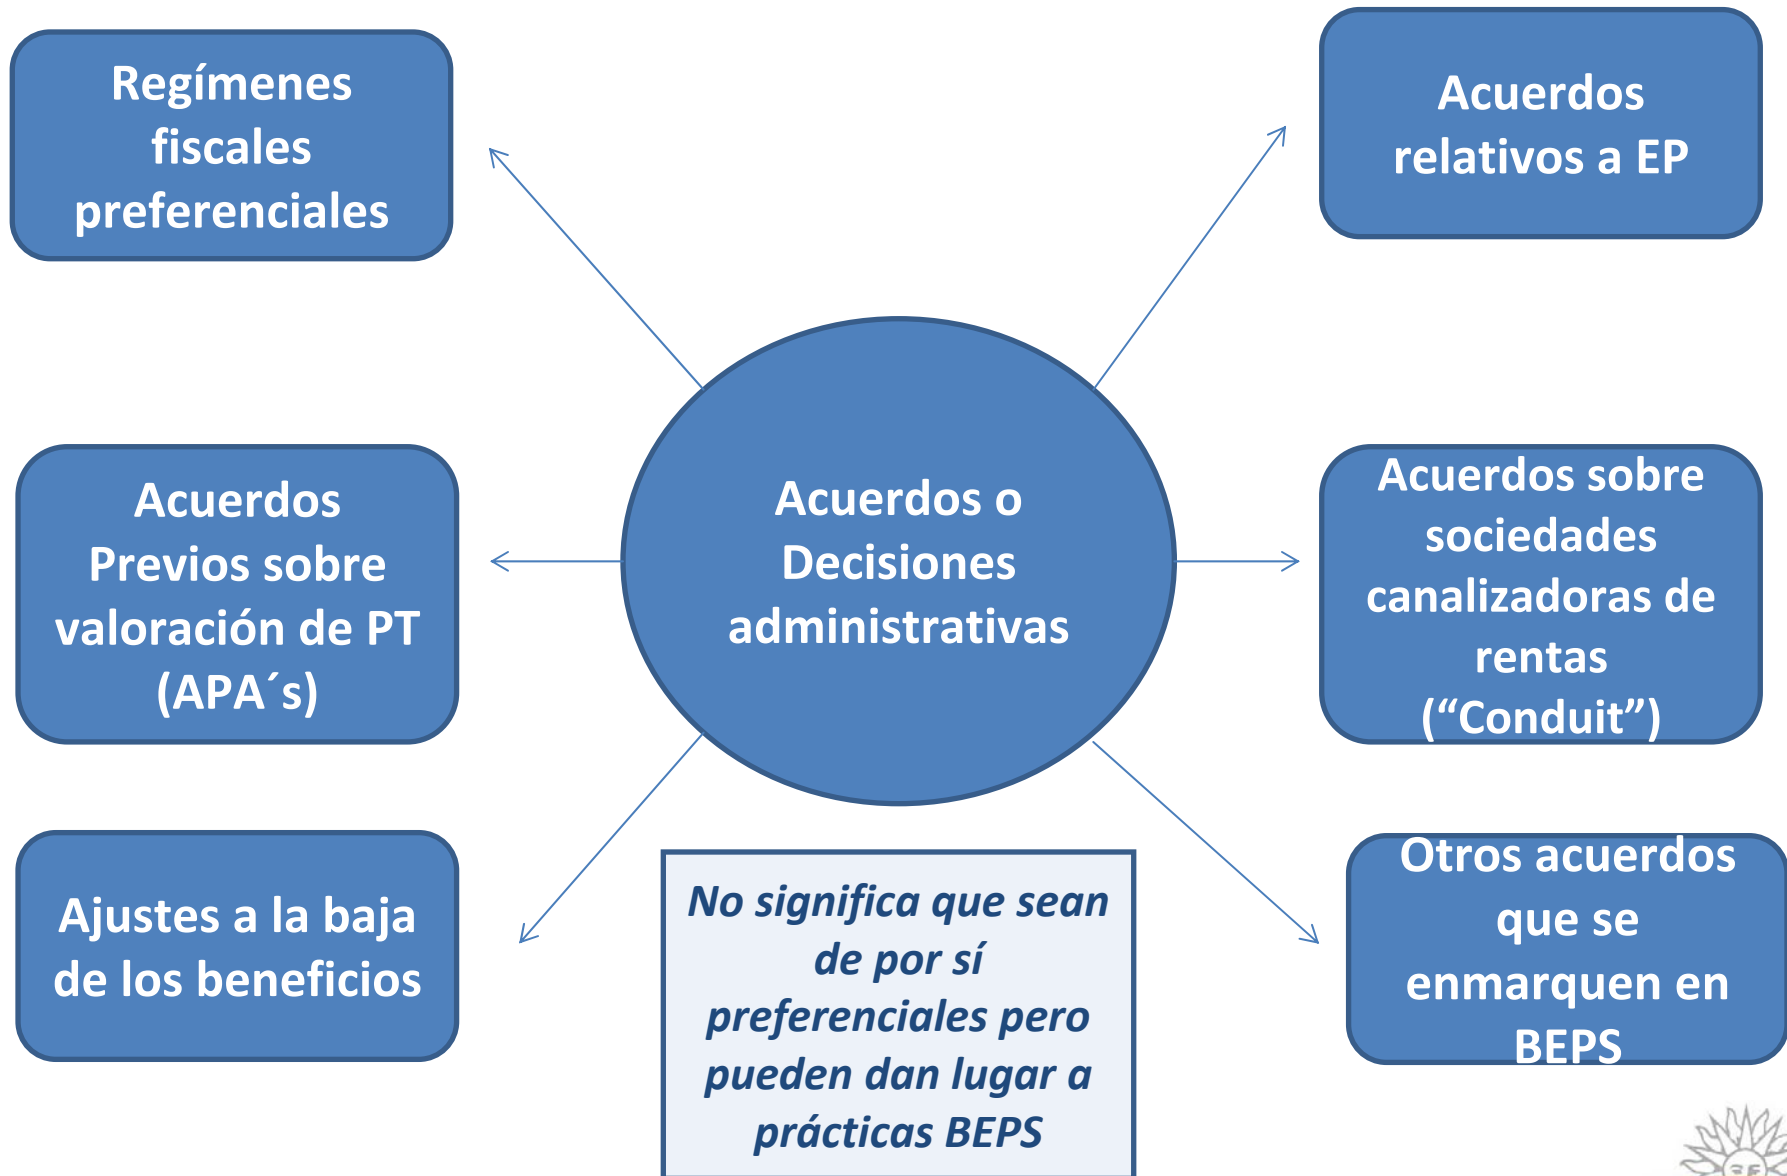 Regímenes
fiscales
preferenciales
Acuerdos
relativos a EP
Acuerdos
Previos sobre
valoración de PT
(APA´s)
Acuerdos o
Decisiones
administrativas
Acuerdos sobre
sociedades
canalizadoras de
rentas
(“Conduit”)
Ajustes a la baja
de los beneficios
No significa que sean
de por sí
preferenciales pero
pueden dan lugar a
prácticas BEPS
Otros acuerdos
que se
enmarquen en
BEPS